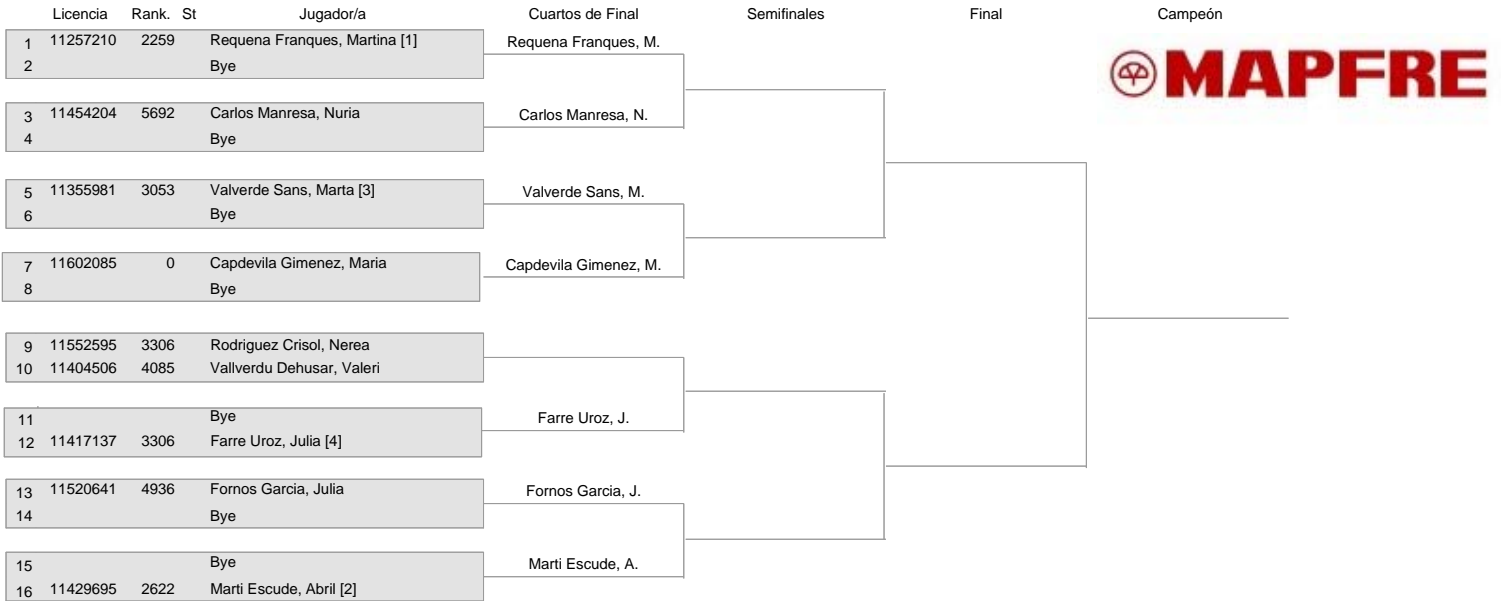 Licencia Rank. St Jugador/a Cuartos de Final Semifinales Final Campeón
1 11257210 2259 Requena Franques, Martina [1] Requena Franques, M.
2 Bye
MAPFRE
3 11454204 5692 Carlos Manresa, Nuria Carlos Manresa, N.
4 Bye
5 11355981 3053 Valverde Sans, Marta [3] Valverde Sans, M.
6 Bye
7 11602085 0 Capdevila Gimenez, Maria Capdevila Gimenez, M.
8 Bye
9 11552595 3306 Rodriguez Crisol, Nerea
10 11404506 4085 Vallverdu Dehusar, Valeri
11 Bye Farre Uroz, J.
12 11417137 3306 Farre Uroz, Julia [4]
13 11520641 4936 Fornos Garcia, Julia Fornos Garcia, J.
14 Bye
15 Bye Marti Escude, A.
16 11429695 2622 Marti Escude, Abril [2]